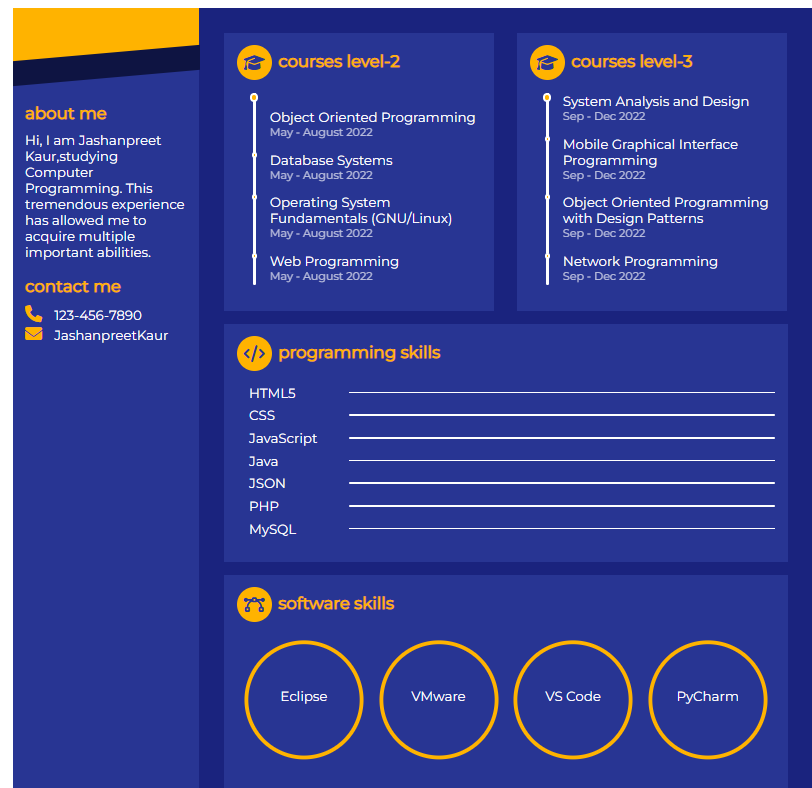 about me
Hi, I am Jashanpreet
Kaur,studying
Computer
Programming. This
tremendous experience
has allowed me to
acquire multiple
important abilities.
contact me
123-456-7890
JashanpreetKaur
courses level-2
Object Oriented Programming
May - August 2022
Database Systems
May - August 2022
Operating System
Fundamentals (GNU/Linux)
May - August 2022
Web Programming
May - August 2022
courses level-3
System Analysis and Design
Sep - Dec 2022
Mobile Graphical Interface
Programming
Sep - Dec 2022
Object Oriented Programming
with Design Patterns
Sep - Dec 2022
Network Programming
Sep - Dec 2022
programming skills
HTML5
CSS
JavaScript
Java
JSON
PHP
MySQL
software skills
Eclipse
VMware
VS Code
PyCharm